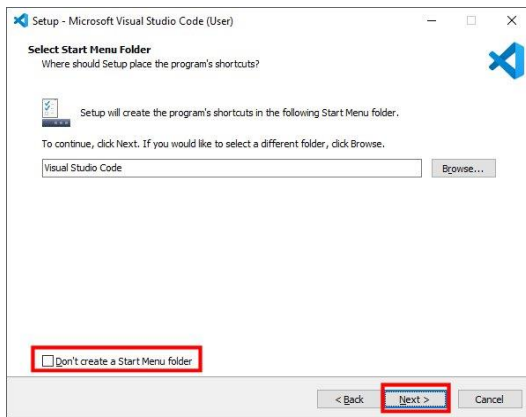 Setup - Microsoft Visual Studio Code (User)
Select Start Menu Folder
Where should Setup place the program's shortcuts?
Setup will create the program's shortcuts in the following Start Menu folder.
To continue, click Next. If you would like to select a different folder, click Browse.
Visual Studio Code
Browse...
Don't create a Start Menu folder
< Back
Next >
Cancel